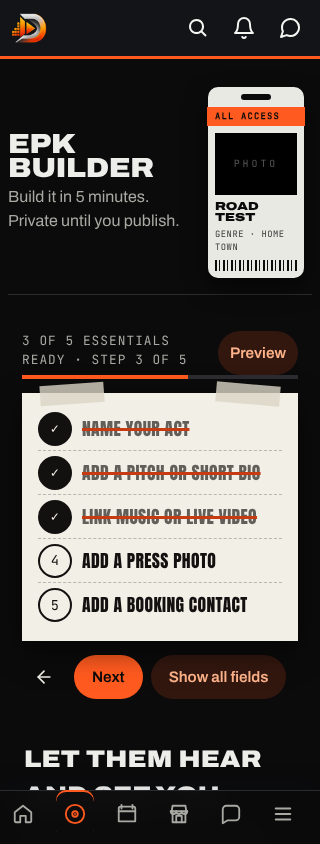 EPK
BUILDER
Build it in 5 minutes.
Private until you publish.
ALL ACCESS
PHOTO
ROAD
TEST
GENRE · HOME
TOWN
3 OF 5 ESSENTIALS
READY · STEP 3 OF 5
Preview
✓ NAME YOUR ACT
✓ ADD A PITCH OR SHORT BIO
✓ LINK MUSIC OR LIVE VIDEO
4 ADD A PRESS PHOTO
5 ADD A BOOKING CONTACT
← Next Show all fields
LET THEM HEAR
AND SEE YOU